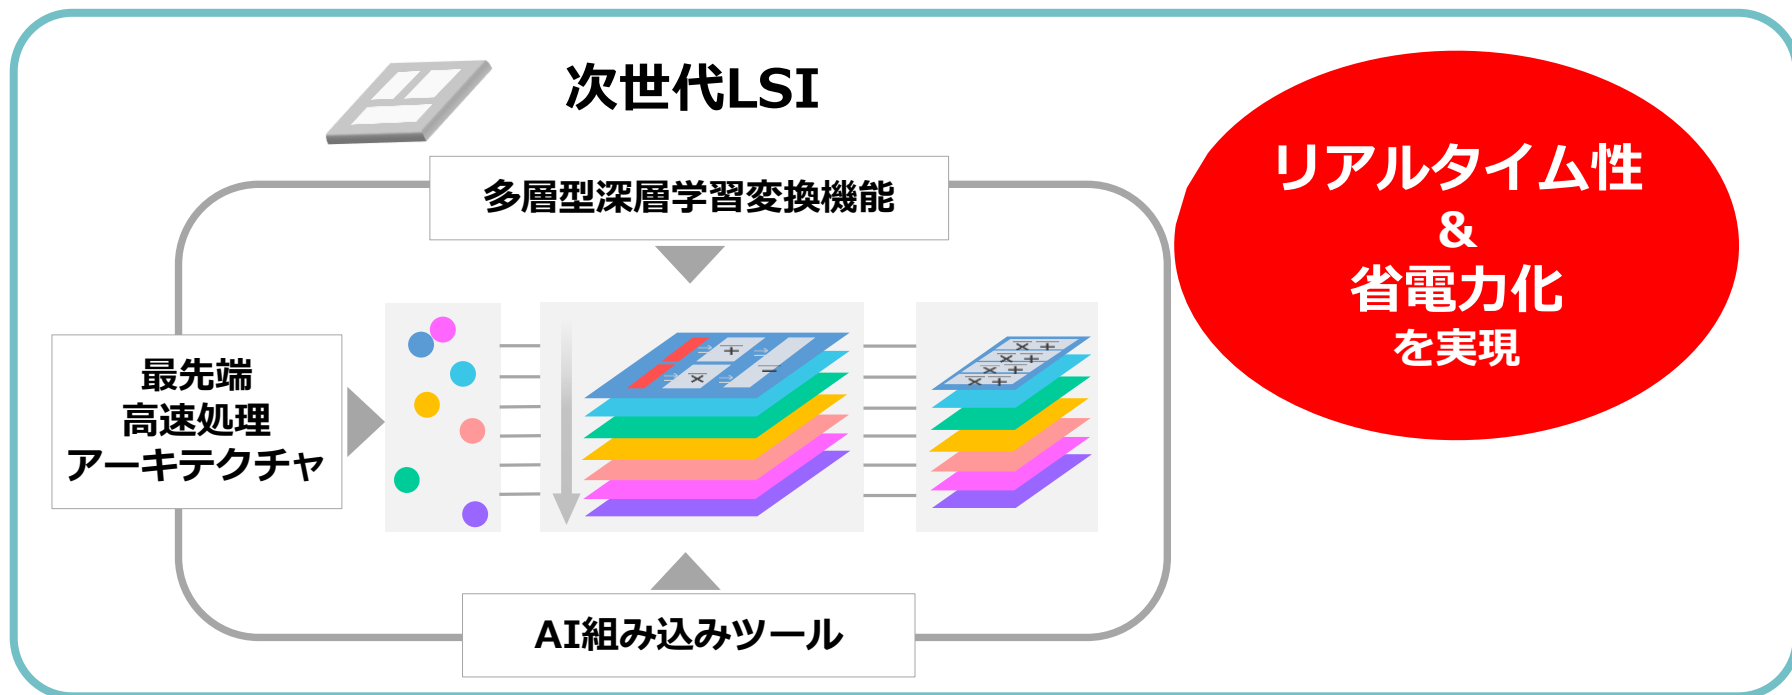 次世代LSI
多層型深層学習変換機能
最先端
高速処理
アーキテクチャ
AI組み込みツール
リアルタイム性
&
省電力化
を実現